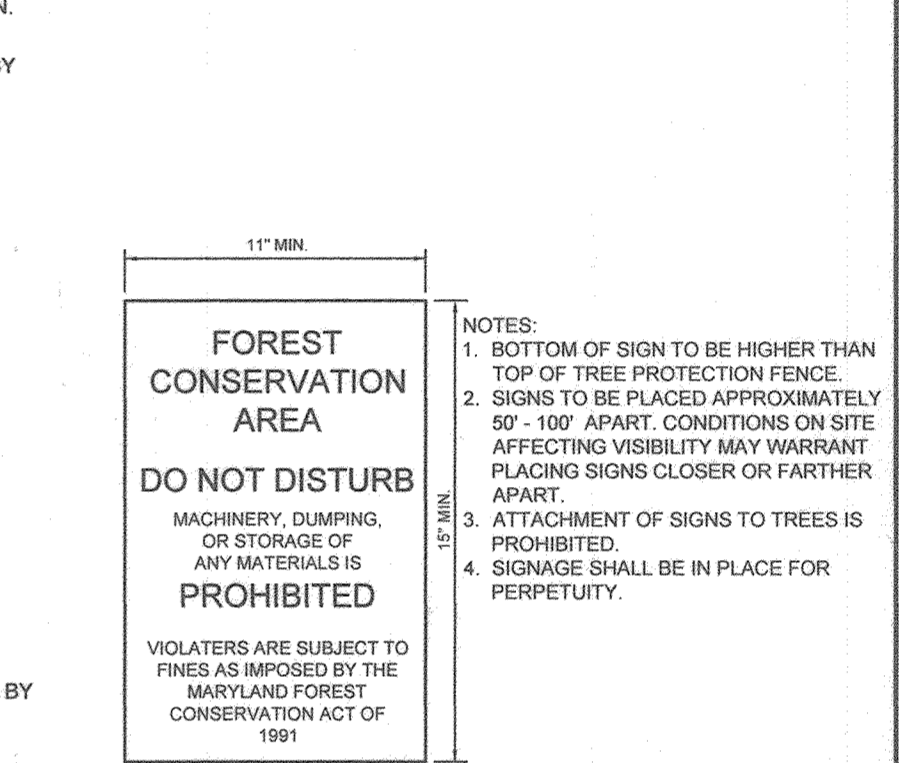 N.
BY
11" MIN.
FOREST
CONSERVATION
AREA
DO NOT DISTURB
MACHINERY, DUMPING,
OR STORAGE OF
ANY MATERIALS IS
PROHIBITED
VIOLATERS ARE SUBJECT TO
FINES AS IMPOSED BY THE
MARYLAND FOREST
CONSERVATION ACT OF
1991
15" MIN.
NOTES:
1. BOTTOM OF SIGN TO BE HIGHER THAN
TOP OF TREE PROTECTION FENCE.
2. SIGNS TO BE PLACED APPROXIMATELY
50' - 100' APART. CONDITIONS ON SITE
AFFECTING VISIBILITY MAY WARRANT
PLACING SIGNS CLOSER OR FARTHER
APART.
3. ATTACHMENT OF SIGNS TO TREES IS
PROHIBITED.
4. SIGNAGE SHALL BE IN PLACE FOR
PERPETUITY.
BY